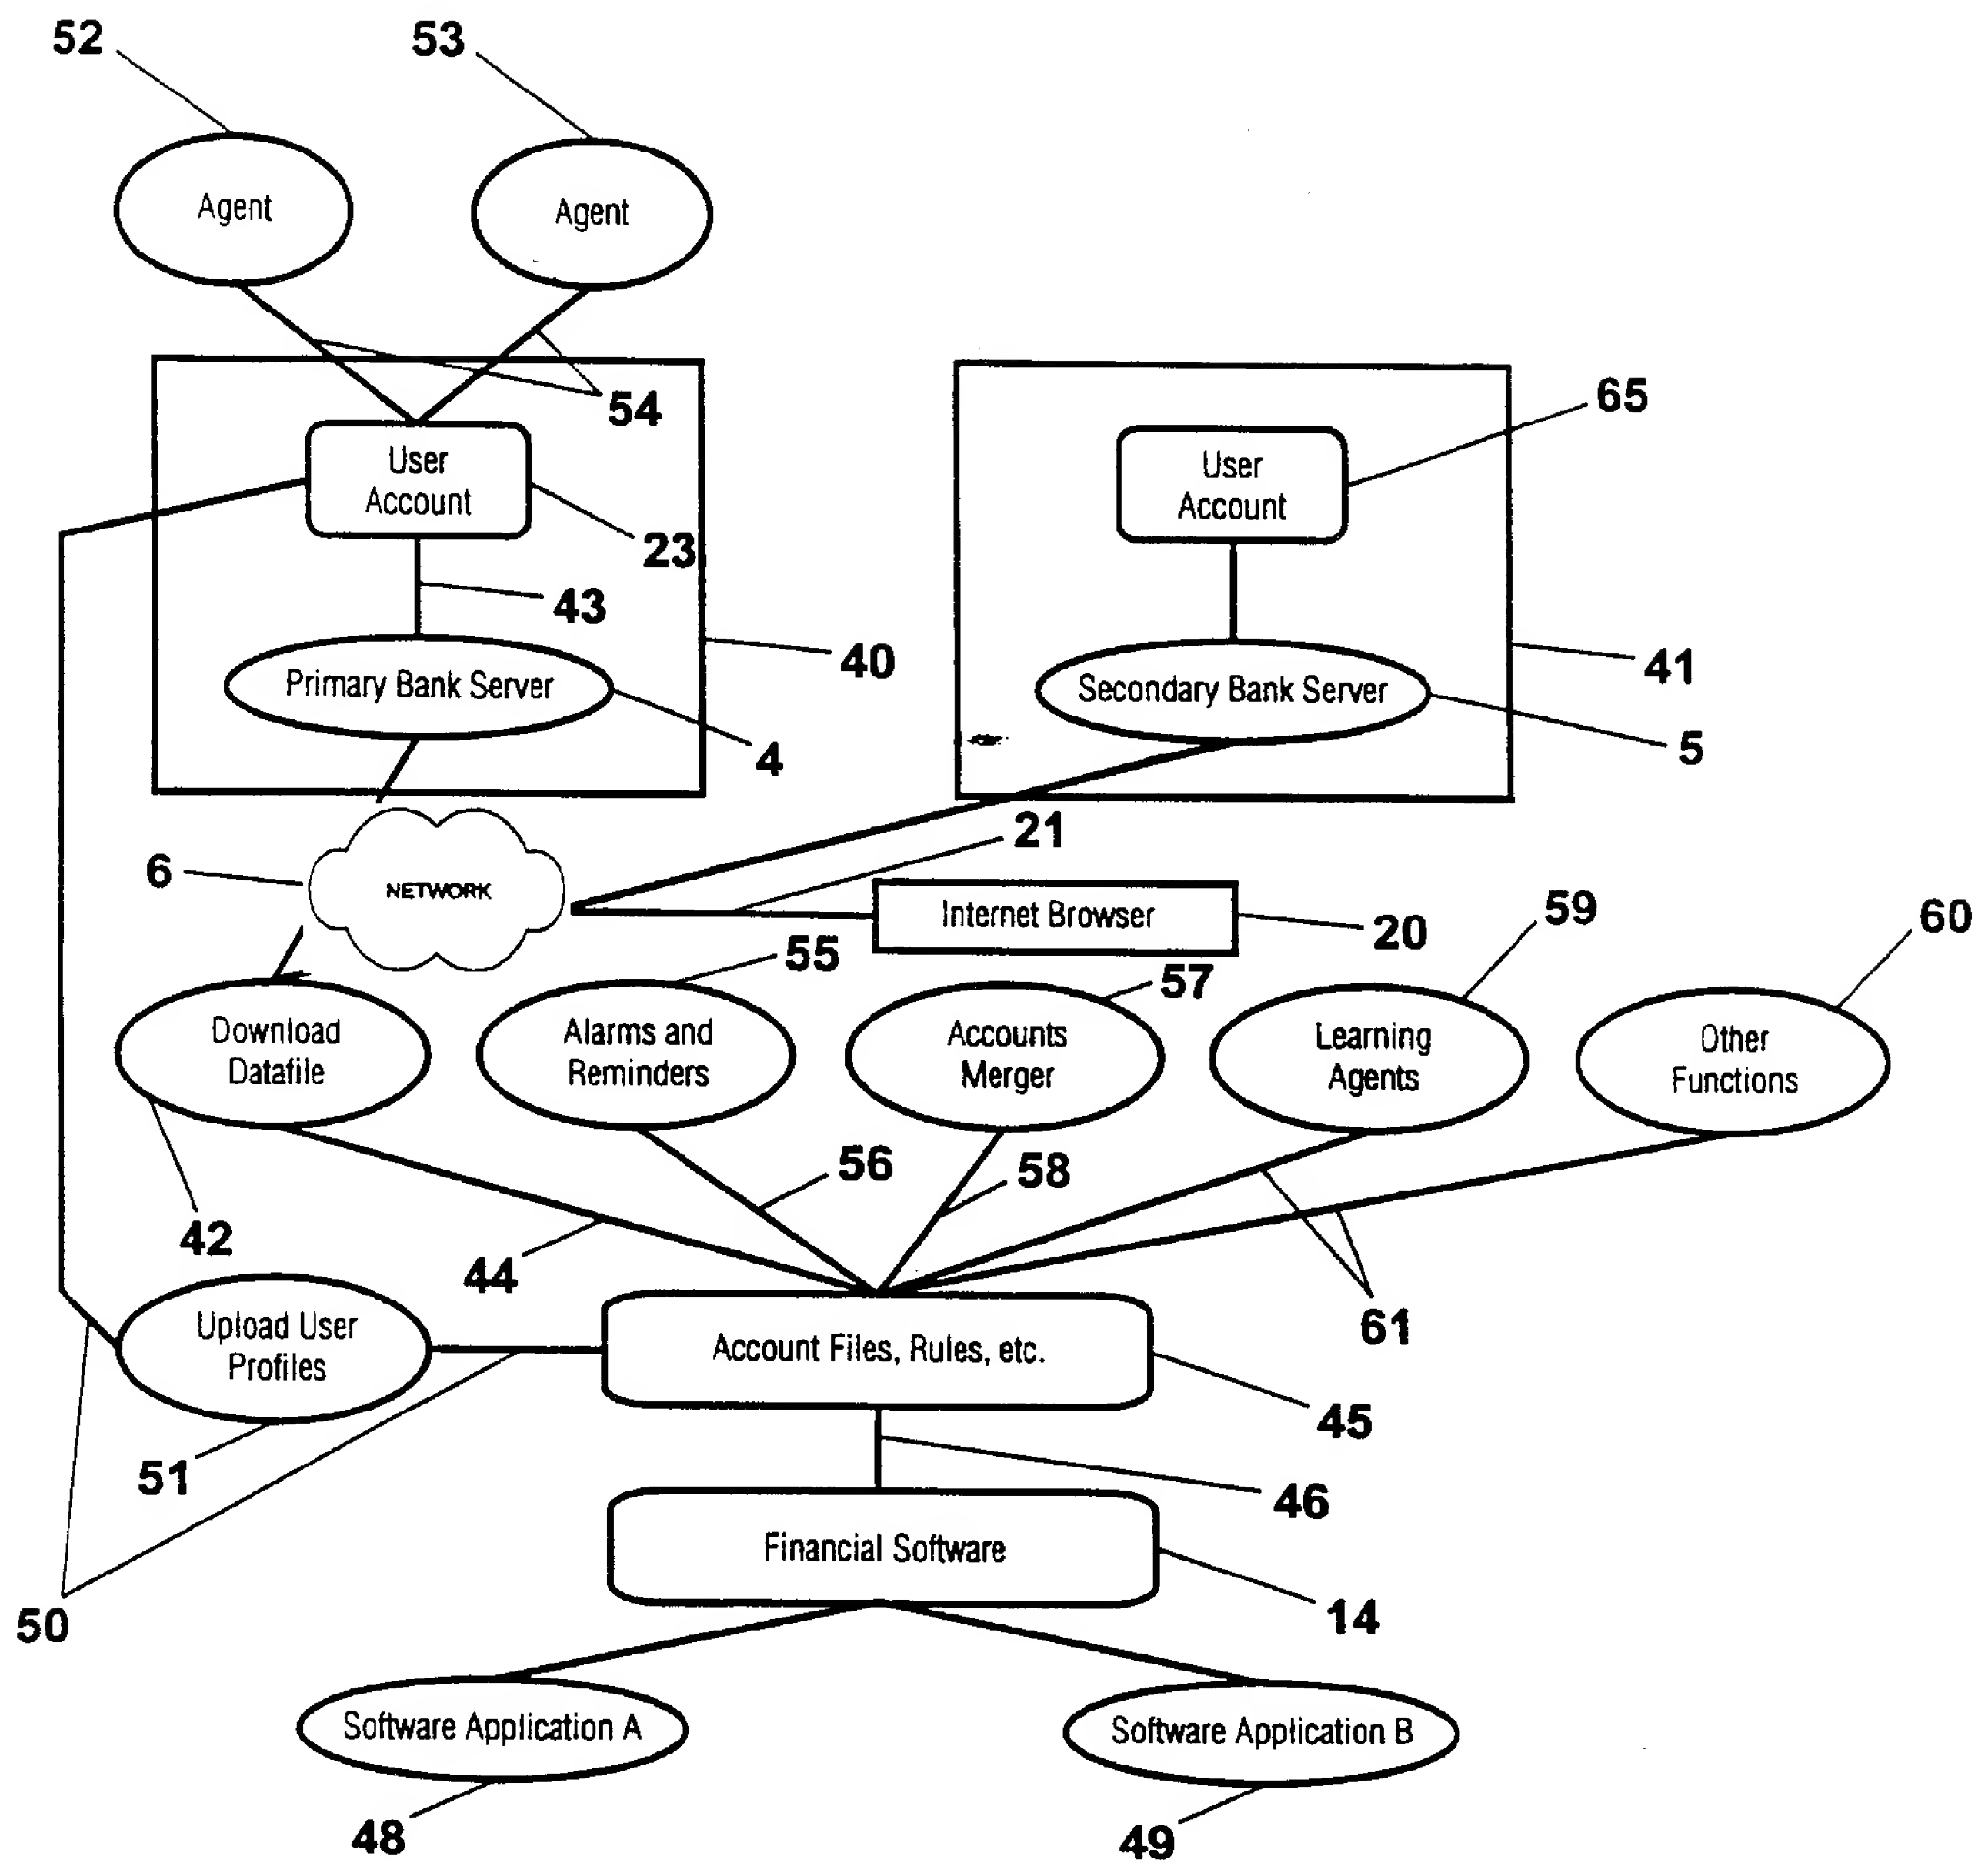 52
53
Agent
Agent
54
65
User
Account
User
Account
23
43
40
41
Primary Bank Server
Secondary Bank Server
4
5
21
6
NETWORK
Internet Browser
20
59
60
55
57
Download
Datafile
Alarms and
Reminders
Accounts
Merger
Learning
Agents
Other
Functions
56
58
42
44
61
Upload User
Profiles
Account Files, Rules, etc.
45
51
46
Financial Software
50
14
Software Application A
Software Application B
48
49